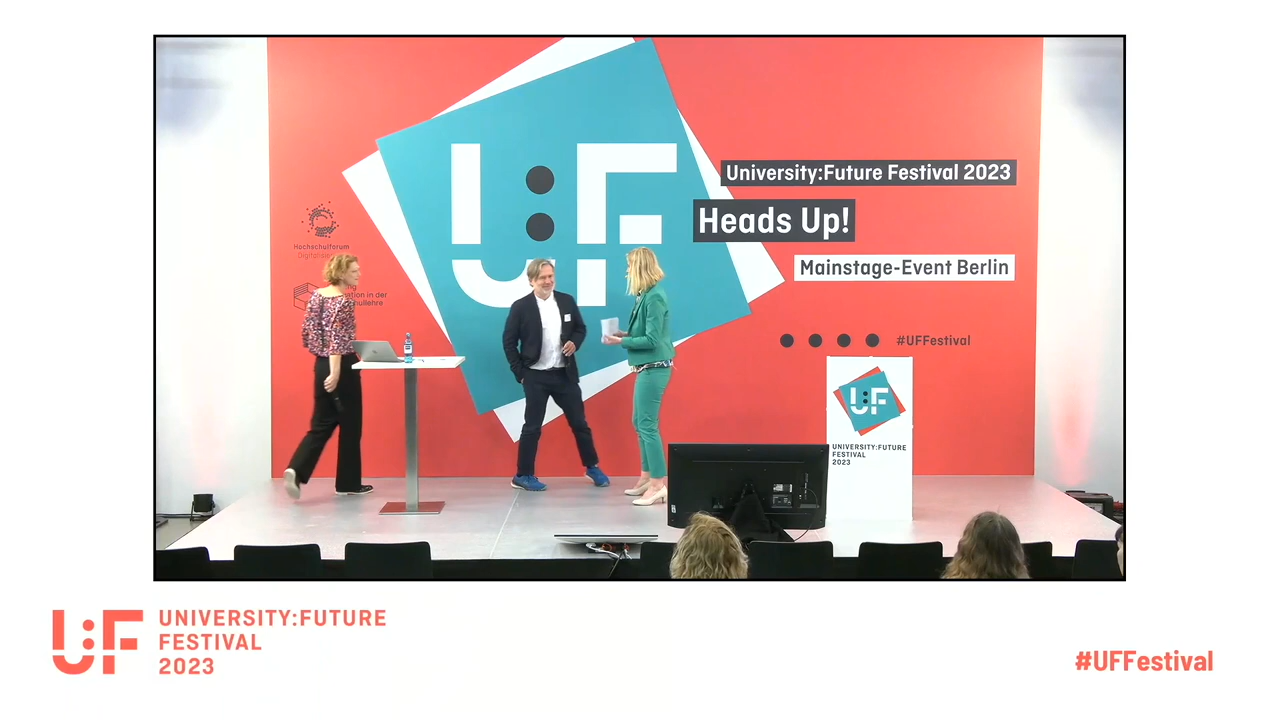 U:F
University:Future Festival 2023
Heads Up!
Mainstage-Event Berlin
#UFFestival
Hochschulforum
U:F
UNIVERSITY:FUTURE
FESTIVAL
2023
U:F
UNIVERSITY:FUTURE
FESTIVAL
2023
#UFFestival